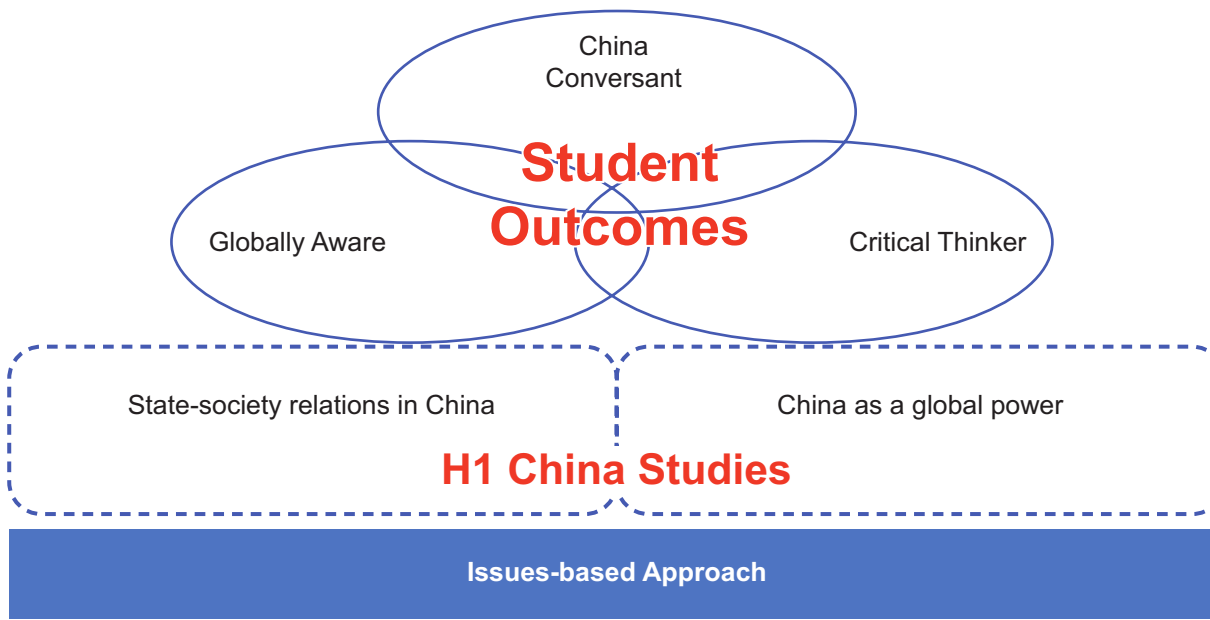 China
Conversant
Student
Outcomes
Globally Aware
Critical Thinker
State-society relations in China
China as a global power
H1 China Studies
Issues-based Approach